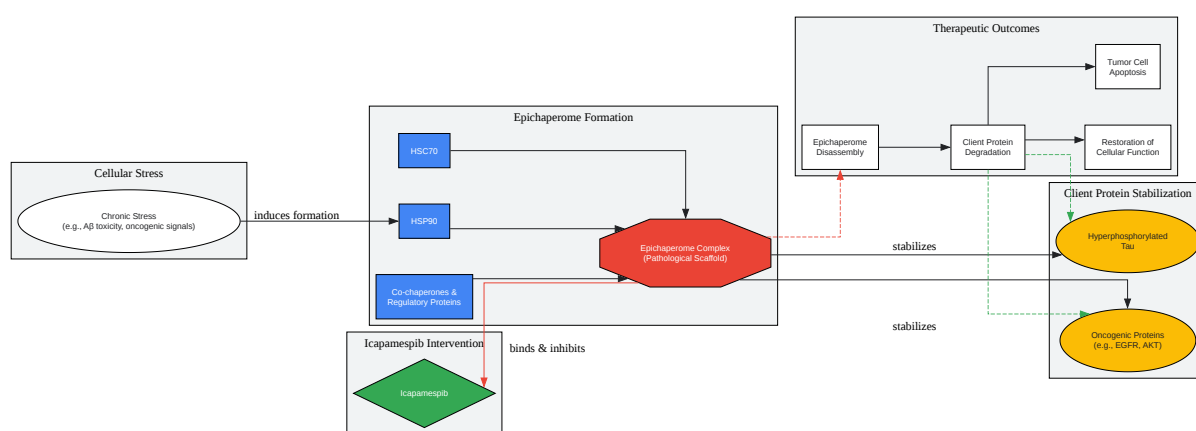 Cellular Stress
Chronic Stress
(e.g., Aβ toxicity, oncogenic signals)
induces formation
Epichaperome Formation
HSC70
HSP90
Co-chaperones &
Regulatory Proteins
Epichaperome Complex
(Pathological Scaffold)
Icapamespib Intervention
Icapamespib
binds & inhibits
Therapeutic Outcomes
Tumor Cell
Apoptosis
Epichaperome
Disassembly
Client Protein
Degradation
Restoration of
Cellular Function
Client Protein Stabilization
stabilizes
Hyperphosphorylated
Tau
stabilizes
Oncogenic Proteins
(e.g., EGFR, AKT)